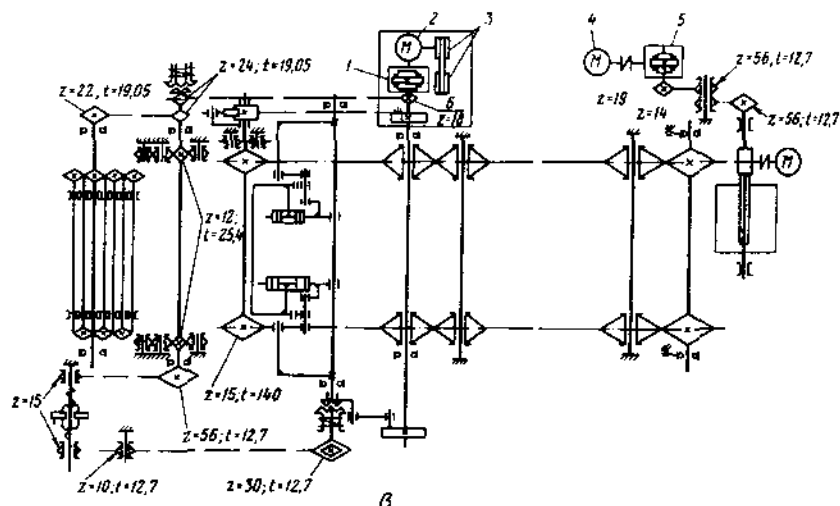 2
3
4
5
M
M
1
z=24; t=19,05
z=22, t=19,05
z=56, t=12,7
z=19
z=14
6
z=18
z=56, t=12,7
M
z=12;
t=25,4
z=15
z=15; t=140
z=56; t=12,7
z=10; t=12,7
z=30; t=12,7
в